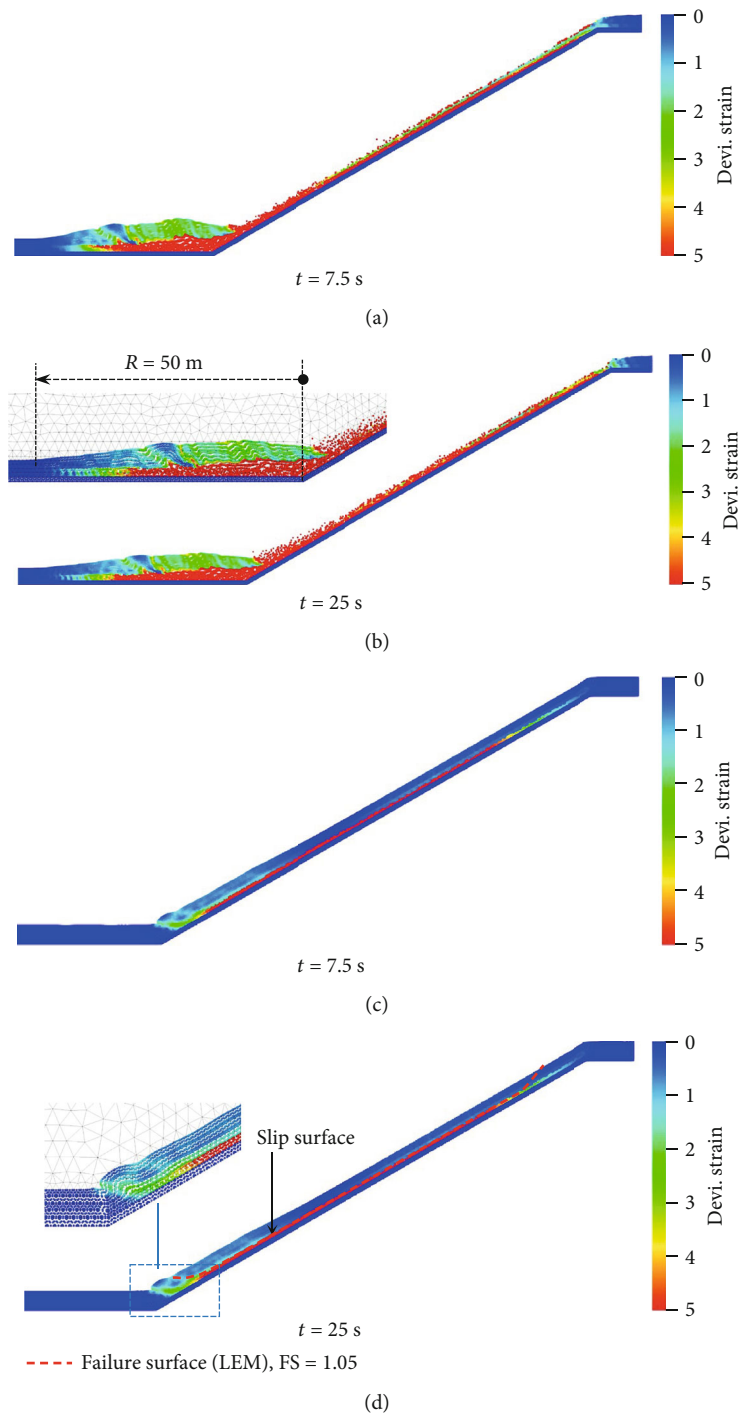 0
1
2
3
4
5
Devi. strain
t = 7.5 s
(a)
R = 50 m
0
1
2
3
4
5
Devi. strain
t = 25 s
(b)
0
1
2
3
4
5
Devi. strain
t = 7.5 s
(c)
0
1
2
3
4
5
Devi. strain
Slip surface
t = 25 s
Failure surface (LEM), FS = 1.05
(d)